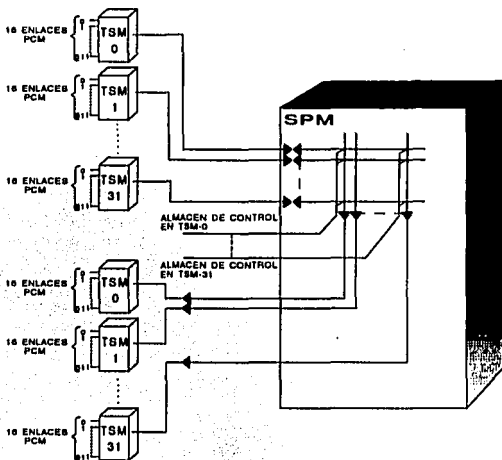 16 ENLACES
PCM
TSM
0
16 ENLACES
PCM
TSM
1
16 ENLACES
PCM
TSM
31
SPM
ALMACEN DE CONTROL
EN TSM-0
ALMACEN DE CONTROL
EN TSM-31
16 ENLACES
PCM
TSM
0
16 ENLACES
PCM
TSM
1
16 ENLACES
PCM
TSM
31